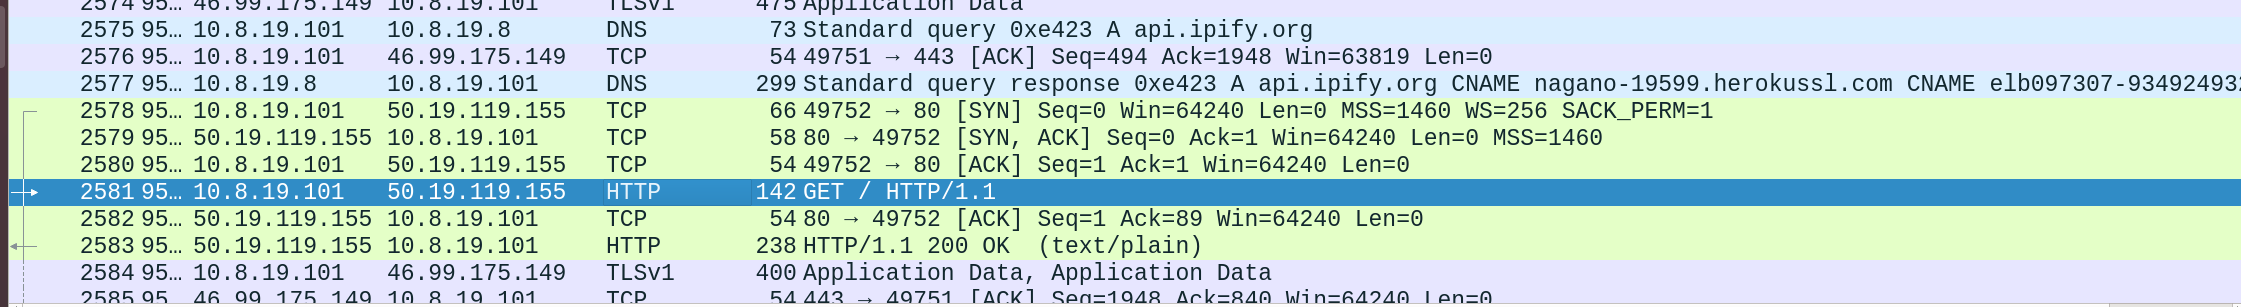 2574 95… 46.99.175.149 10.8.19.101 TLSv1 475 Application Data
2575 95… 10.8.19.101 10.8.19.8 DNS 73 Standard query 0xe423 A api.ipify.org
2576 95… 10.8.19.101 46.99.175.149 TCP 54 49751 → 443 [ACK] Seq=494 Ack=1948 Win=63819 Len=0
2577 95… 10.8.19.8 10.8.19.101 DNS 299 Standard query response 0xe423 A api.ipify.org CNAME nagano-19599.herokussl.com CNAME elb097307-934924932
2578 95… 10.8.19.101 50.19.119.155 TCP 66 49752 → 80 [SYN] Seq=0 Win=64240 Len=0 MSS=1460 WS=256 SACK_PERM=1
2579 95… 50.19.119.155 10.8.19.101 TCP 58 80 → 49752 [SYN, ACK] Seq=0 Ack=1 Win=64240 Len=0 MSS=1460
2580 95… 10.8.19.101 50.19.119.155 TCP 54 49752 → 80 [ACK] Seq=1 Ack=1 Win=64240 Len=0
2581 95… 10.8.19.101 50.19.119.155 HTTP 142 GET / HTTP/1.1
2582 95… 50.19.119.155 10.8.19.101 TCP 54 80 → 49752 [ACK] Seq=1 Ack=89 Win=64240 Len=0
2583 95… 50.19.119.155 10.8.19.101 HTTP 238 HTTP/1.1 200 OK (text/plain)
2584 95… 10.8.19.101 46.99.175.149 TLSv1 400 Application Data, Application Data
2585 95… 46.99.175.149 10.8.19.101 TCP 54 443 → 49751 [ACK] Seq=1948 Ack=840 Win=64240 Len=0